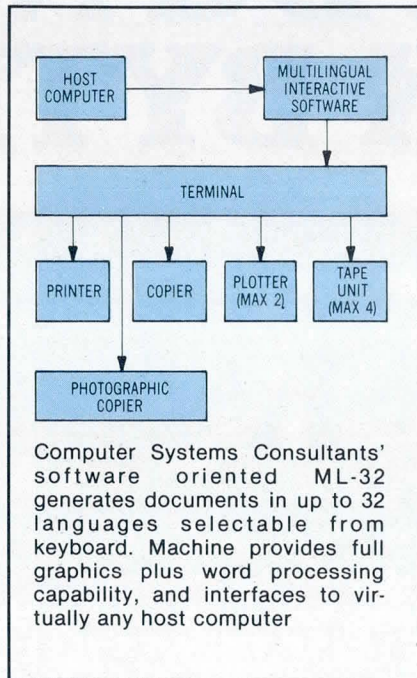 HOST
COMPUTER
MULTILINGUAL
INTERACTIVE
SOFTWARE
TERMINAL
PRINTER
COPIER
PLOTTER
(MAX 2)
TAPE
UNIT
(MAX 4)
PHOTOGRAPHIC
COPIER
Computer Systems Consultants'
software oriented ML-32
generates documents in up to 32
languages selectable from
keyboard. Machine provides full
graphics plus word processing
capability, and interfaces to vir-
tually any host computer